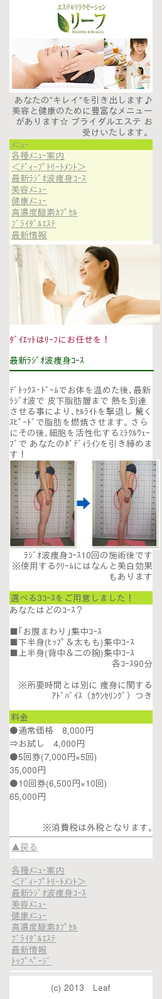 エステ&リラクゼーション
リーフ
Healthy & Beauty
あなたの"キレイ"を引き出します♪
美容と健康のために豊富なメニュー
があります☆ ブライダルエステ お
受けいたします。
ﾒﾆｭｰ
各種ﾒﾆｭｰ案内
＜ﾃﾞｨｰﾌﾟﾄﾘｰﾄﾒﾝﾄ＞
最新ﾗｼﾞｵ波痩身ｺｰｽ
美容ﾒﾆｭｰ
健康ﾒﾆｭｰ
高濃度酸素ｶﾌﾟｾﾙ
ﾌﾞﾗｲﾀﾞﾙｴｽﾃ
最新情報
ﾀﾞｲｴｯﾄはﾘｰﾌにお任せを！
最新ﾗｼﾞｵ波痩身ｺｰｽ
ﾃﾞﾄｯｸｽ･ﾄﾞｰﾑでお体を温めた後､最新
ﾗｼﾞｵ波で 皮下脂肪層まで 熱を到達
させる事により､ｾﾙﾗｲﾄを撃退し 驚く
ｽﾋﾟｰﾄﾞで脂肪を燃焼させます。さら
にその後､細胞を活性化するﾐﾗｸﾙｳｪｰ
ﾌﾞで あなたのﾎﾞﾃﾞｨﾗｲﾝを引き締めま
す！
ﾗｼﾞｵ波痩身ｺｰｽ10回の施術後です
※使用するｸﾘｰﾑにはなんと美白効果
もあります
選べる3ｺｰｽをご用意しました！
あなたはどのｺｰｽ？
■｢お腹まわり｣集中ｺｰｽ
■下半身(ﾋｯﾌﾟ＆太もも)集中ｺｰｽ
■上半身(背中＆二の腕)集中ｺｰｽ
各ｺｰｽ90分
※所要時間とは別に 痩身に関する
ｱﾄﾞﾊﾞｲｽ（ｶｳﾝｾﾘﾝｸﾞ）つき
料金
●通常価格　8,000円
⇒お試し　4,000円
●5回券(7,000円×5回)
35,000円
●10回券(6,500円×10回)
65,000円
※消費税は外税となります。
▲戻る
各種ﾒﾆｭｰ案内
＜ﾃﾞｨｰﾌﾟﾄﾘｰﾄﾒﾝﾄ＞
最新ﾗｼﾞｵ波痩身ｺｰｽ
美容ﾒﾆｭｰ
健康ﾒﾆｭｰ
高濃度酸素ｶﾌﾟｾﾙ
ﾌﾞﾗｲﾀﾞﾙｴｽﾃ
最新情報
ﾄｯﾌﾟﾍﾟｰｼﾞ
(c) 2013　Leaf